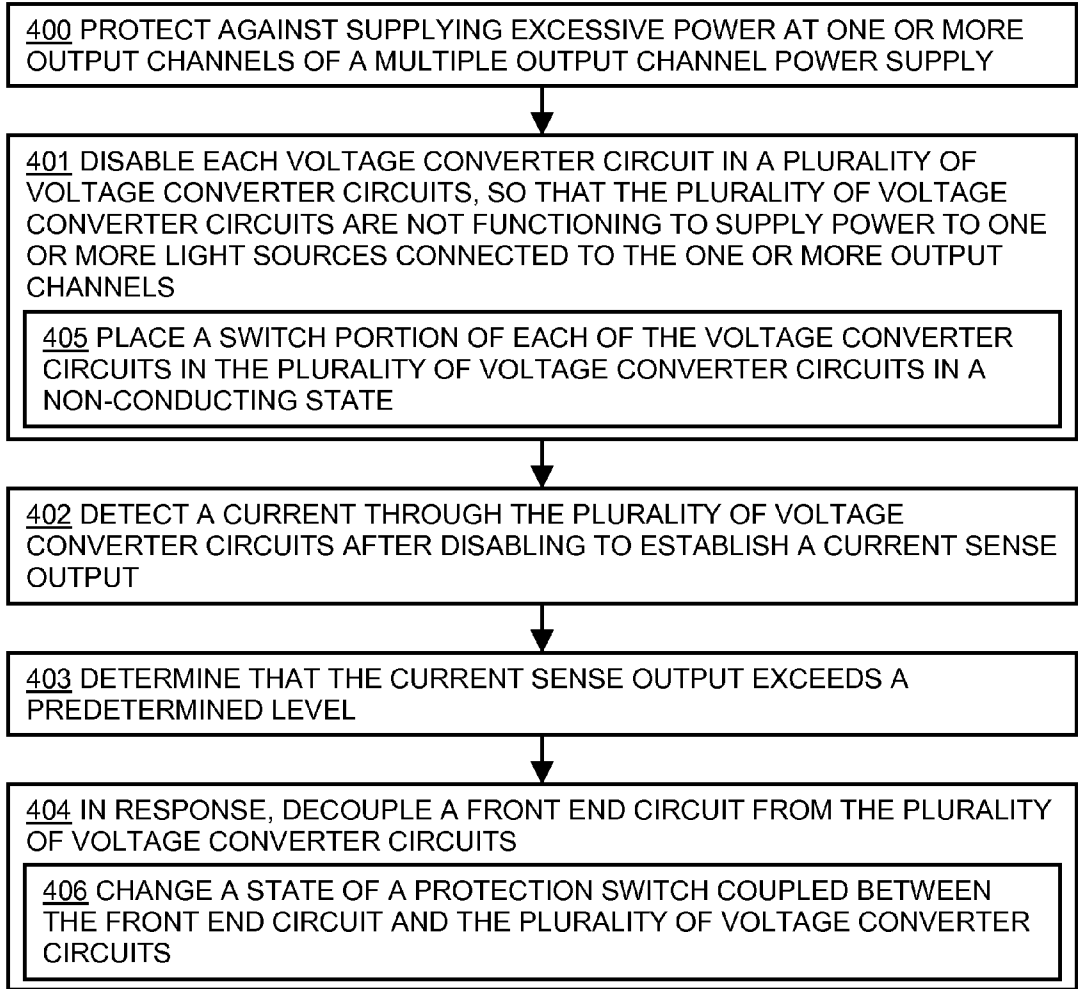 400 PROTECT AGAINST SUPPLYING EXCESSIVE POWER AT ONE OR MORE
OUTPUT CHANNELS OF A MULTIPLE OUTPUT CHANNEL POWER SUPPLY
401 DISABLE EACH VOLTAGE CONVERTER CIRCUIT IN A PLURALITY OF
VOLTAGE CONVERTER CIRCUITS, SO THAT THE PLURALITY OF VOLTAGE
CONVERTER CIRCUITS ARE NOT FUNCTIONING TO SUPPLY POWER TO ONE
OR MORE LIGHT SOURCES CONNECTED TO THE ONE OR MORE OUTPUT
CHANNELS
405 PLACE A SWITCH PORTION OF EACH OF THE VOLTAGE CONVERTER
CIRCUITS IN THE PLURALITY OF VOLTAGE CONVERTER CIRCUITS IN A
NON-CONDUCTING STATE
402 DETECT A CURRENT THROUGH THE PLURALITY OF VOLTAGE
CONVERTER CIRCUITS AFTER DISABLING TO ESTABLISH A CURRENT SENSE
OUTPUT
403 DETERMINE THAT THE CURRENT SENSE OUTPUT EXCEEDS A
PREDETERMINED LEVEL
404 IN RESPONSE, DECOUPLE A FRONT END CIRCUIT FROM THE PLURALITY
OF VOLTAGE CONVERTER CIRCUITS
406 CHANGE A STATE OF A PROTECTION SWITCH COUPLED BETWEEN
THE FRONT END CIRCUIT AND THE PLURALITY OF VOLTAGE CONVERTER
CIRCUITS